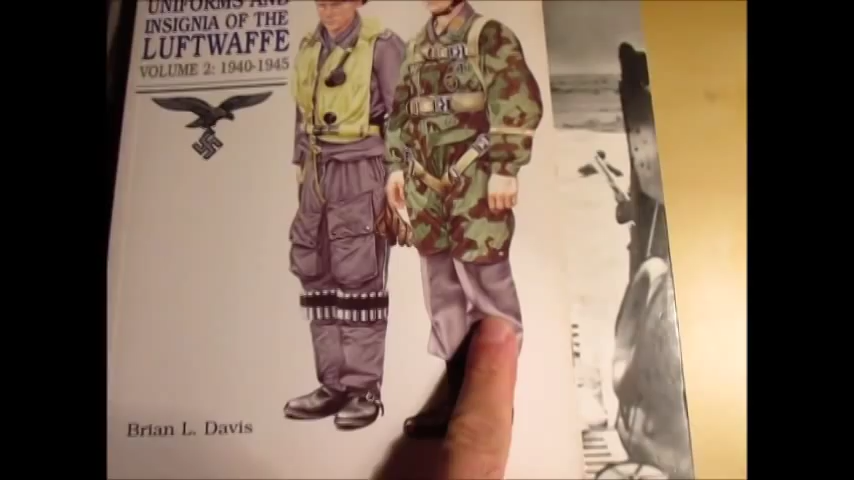 UNIFORMS AND
INSIGNIA OF THE
LUFTWAFFE
VOLUME 2: 1940-1945
Brian L. Davis